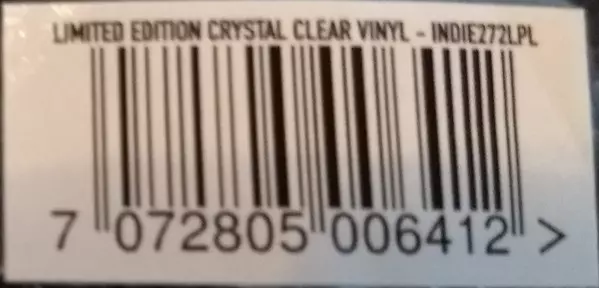 LIMITED EDITION CRYSTAL CLEAR VINYL - INDIE272LPL
7 072805 006412 >